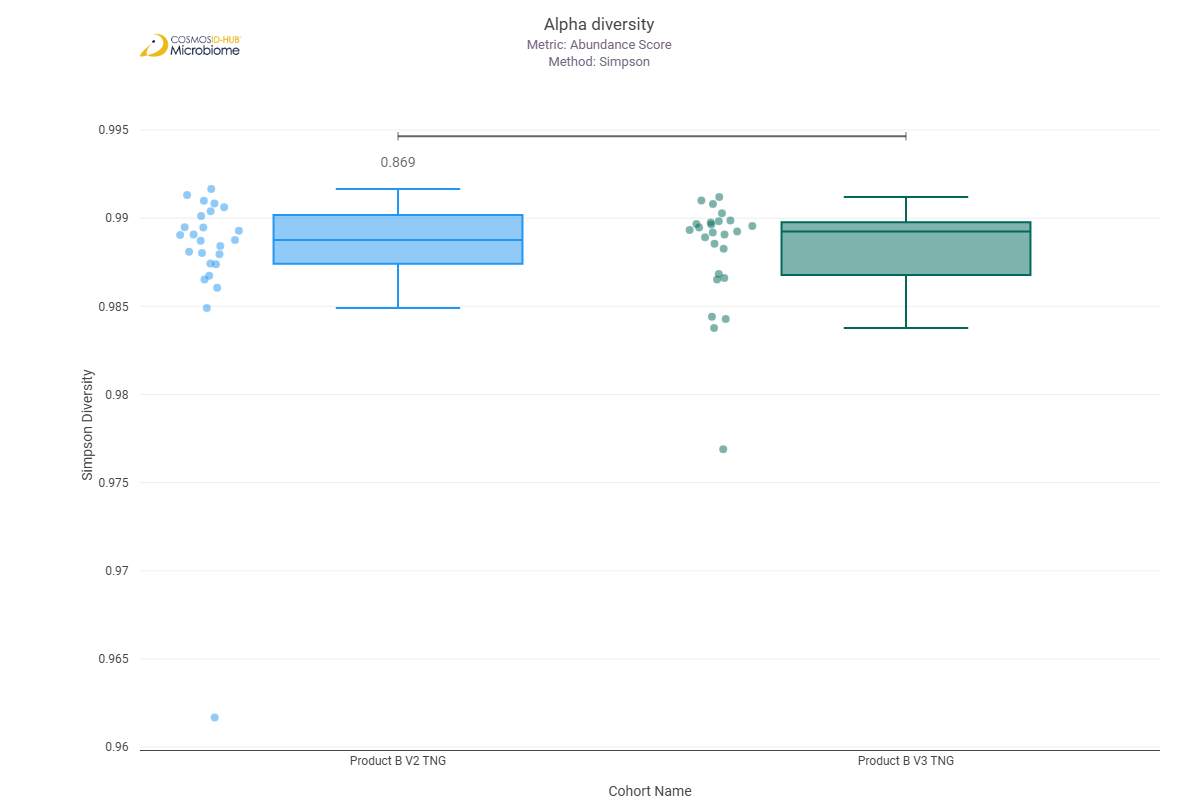 Alpha diversity
Metric: Abundance Score
Method: Simpson
COSMOSID-HUB
Microbiome
0.995
0.869
0.99
0.985
0.98
0.975
0.97
0.965
0.96
Simpson Diversity
Product B V2 TNG
Product B V3 TNG
Cohort Name